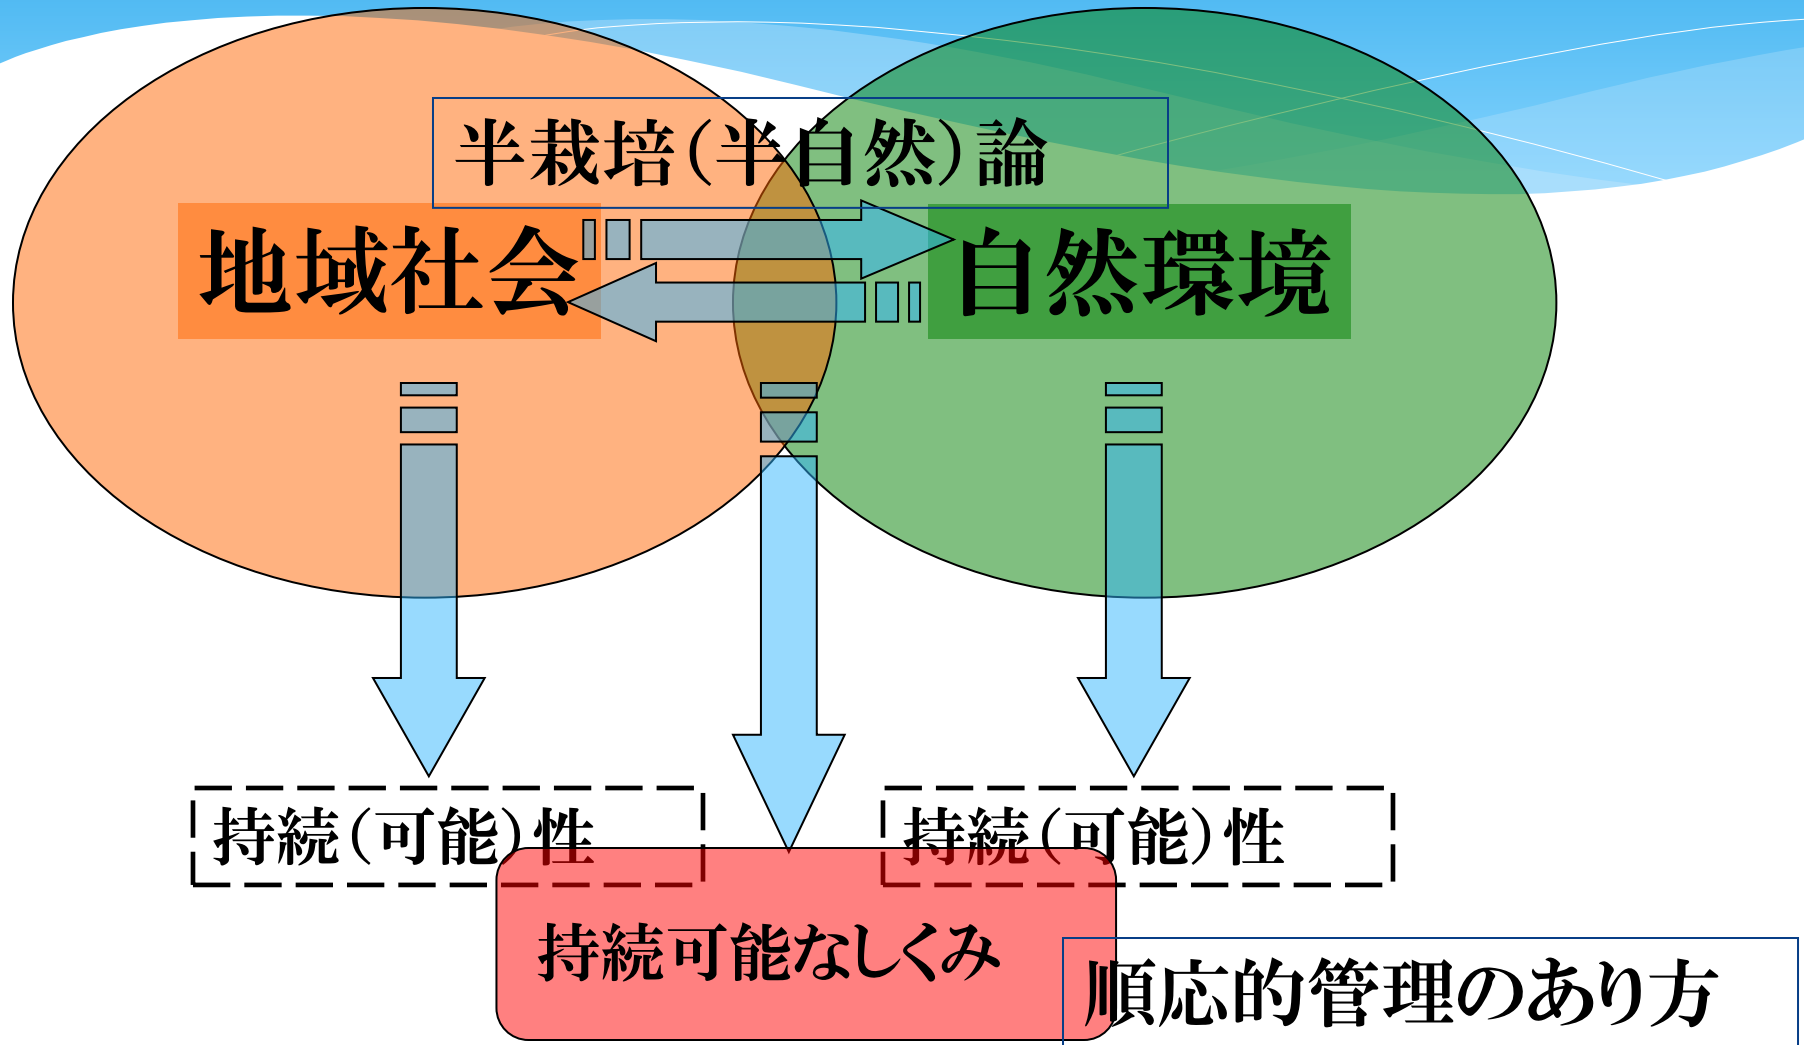 半栽培(半自然)論
地域社会
自然環境
持続(可能)性
持続(可能)性
持続可能なしくみ
順応的管理のあり方